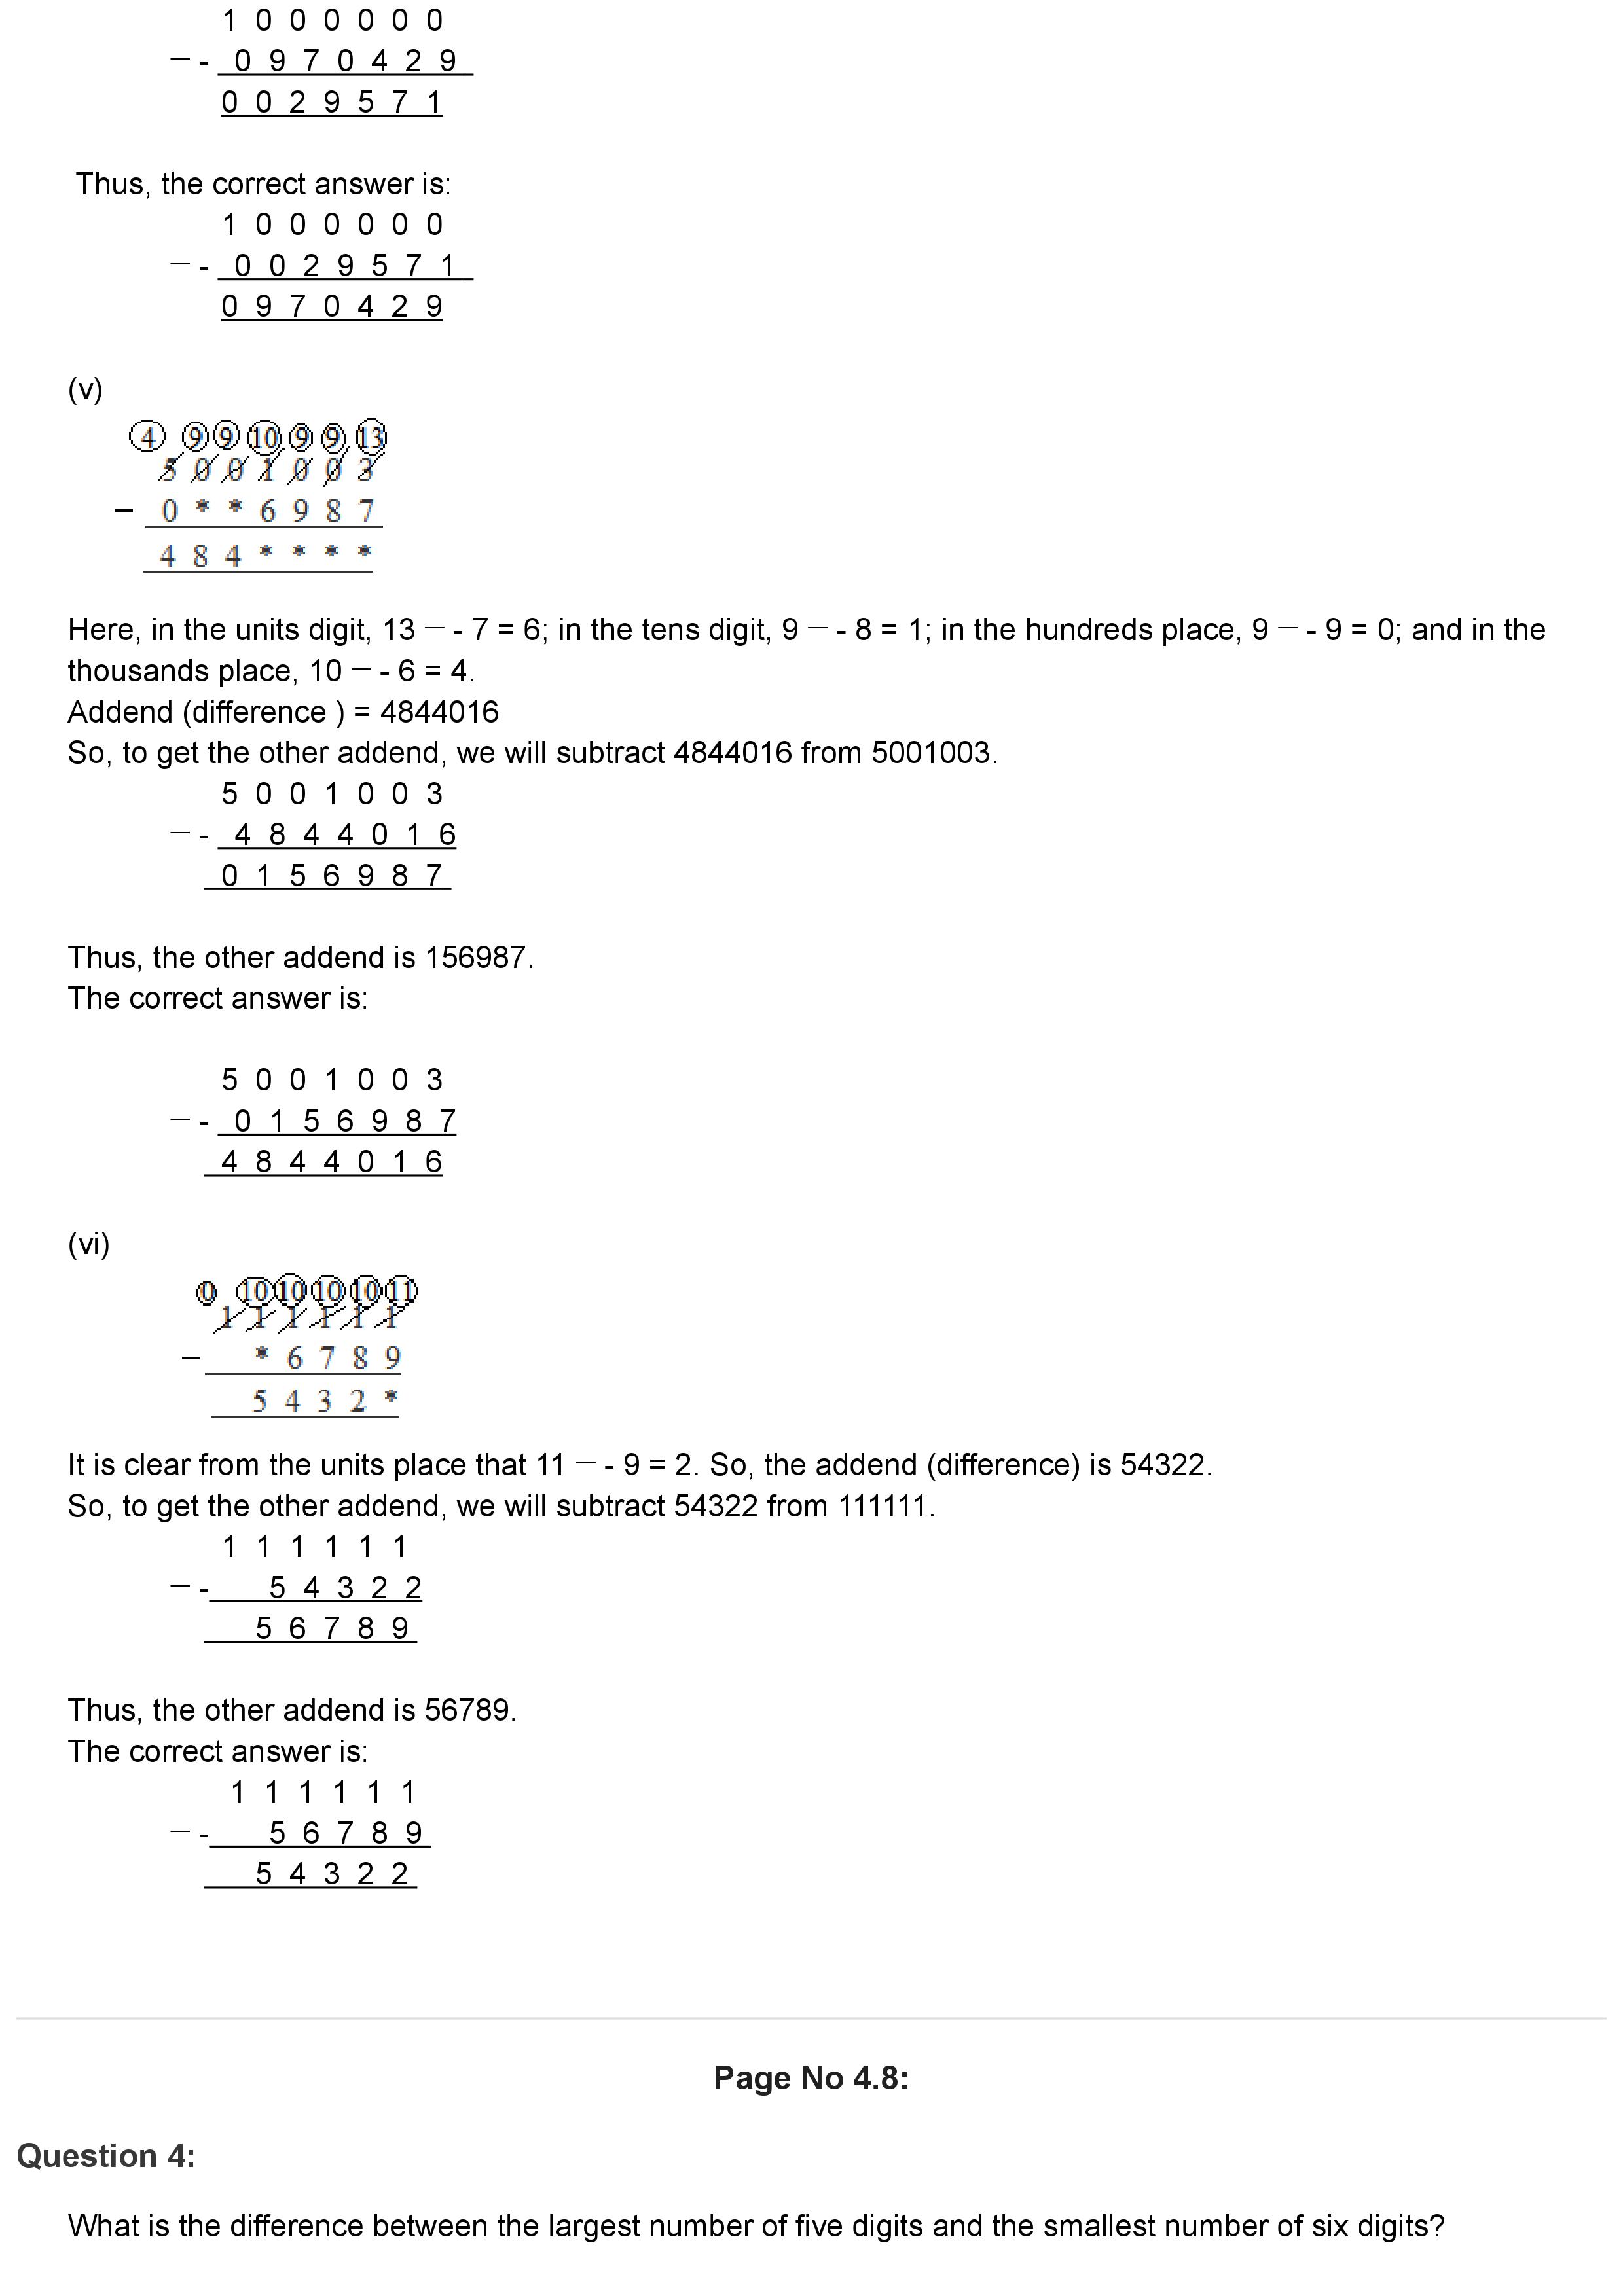 1 0 0 0 0 0 0
— - 0 9 7 0 4 2 9
0 0 2 9 5 7 1
Thus, the correct answer is:
1 0 0 0 0 0 0
— - 0 0 2 9 5 7 1
0 9 7 0 4 2 9
(v)
4 9 9 10 9 9 13
5 0 0 1 0 0 3
– 0 * * 6 9 8 7
4 8 4 * * * *
Here, in the units digit, 13 — - 7 = 6; in the tens digit, 9 — - 8 = 1; in the hundreds place, 9 — - 9 = 0; and in the
thousands place, 10 — - 6 = 4.
Addend (difference ) = 4844016
So, to get the other addend, we will subtract 4844016 from 5001003.
5 0 0 1 0 0 3
— - 4 8 4 4 0 1 6
0 1 5 6 9 8 7
Thus, the other addend is 156987.
The correct answer is:
5 0 0 1 0 0 3
— - 0 1 5 6 9 8 7
4 8 4 4 0 1 6
(vi)
0 10 10 10 10 11
1 1 1 1 1 1
– * 6 7 8 9
5 4 3 2 *
It is clear from the units place that 11 — - 9 = 2. So, the addend (difference) is 54322.
So, to get the other addend, we will subtract 54322 from 111111.
1 1 1 1 1 1
— - 5 4 3 2 2
5 6 7 8 9
Thus, the other addend is 56789.
The correct answer is:
1 1 1 1 1 1
— - 5 6 7 8 9
5 4 3 2 2
Page No 4.8:
Question 4:
What is the difference between the largest number of five digits and the smallest number of six digits?